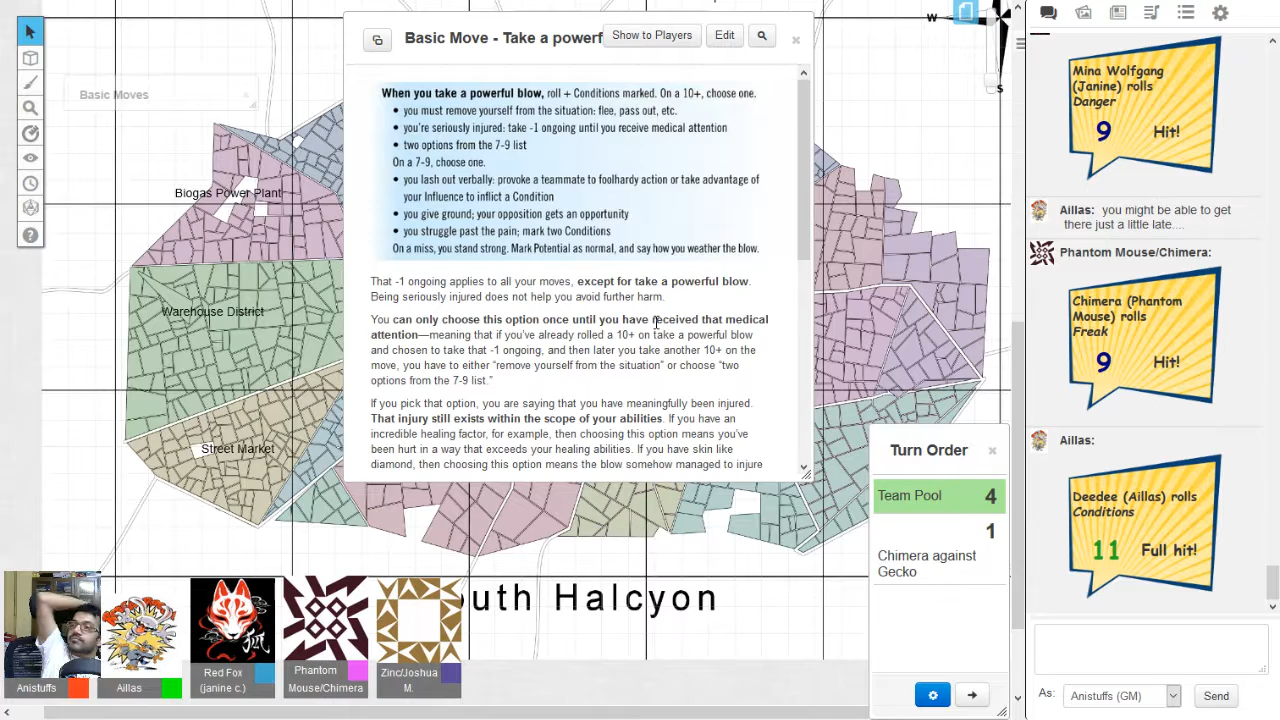 W
S
Basic Moves
Basic Move - Take a powerf
Show to Players
Edit
When you take a powerful blow, roll + Conditions marked. On a 10+, choose one.
• you must remove yourself from the situation: flee, pass out, etc.
• you're seriously injured: take -1 ongoing until you receive medical attention
• two options from the 7-9 list
On a 7-9, choose one.
• you lash out verbally: provoke a teammate to foolhardy action or take advantage of
your Influence to inflict a Condition
• you give ground; your opposition gets an opportunity
• you struggle past the pain; mark two Conditions
On a miss, you stand strong. Mark Potential as normal, and say how you weather the blow.
That -1 ongoing applies to all your moves, except for take a powerful blow.
Being seriously injured does not help you avoid further harm.
You can only choose this option once until you have received that medical
attention—meaning that if you've already rolled a 10+ on take a powerful blow
and chosen to take that -1 ongoing, and then later you take another 10+ on the
move, you have to either "remove yourself from the situation" or choose "two
options from the 7-9 list."
If you pick that option, you are saying that you have meaningfully been injured.
That injury still exists within the scope of your abilities. If you have an
incredible healing factor, for example, then choosing this option means you've
been hurt in a way that exceeds your healing abilities. If you have skin like
diamond, then choosing this option means the blow somehow managed to injure
Biogas Power Plant
Warehouse District
Street Market
outh Halcyon
Turn Order
Team Pool 4
1
Chimera against
Gecko
Anistuffs
Aillas
Red Fox
(janine c.)
Phantom
Mouse/Chimera
Zinc/Joshua
M.
Mina Wolfgang
(Janine) rolls
Danger
9 Hit!
Aillas: you might be able to get
there just a little late....
Phantom Mouse/Chimera:
Chimera (Phantom
Mouse) rolls
Freak
9 Hit!
Aillas:
Deedee (Aillas) rolls
Conditions
11 Full hit!
As: Anistuffs (GM) Send